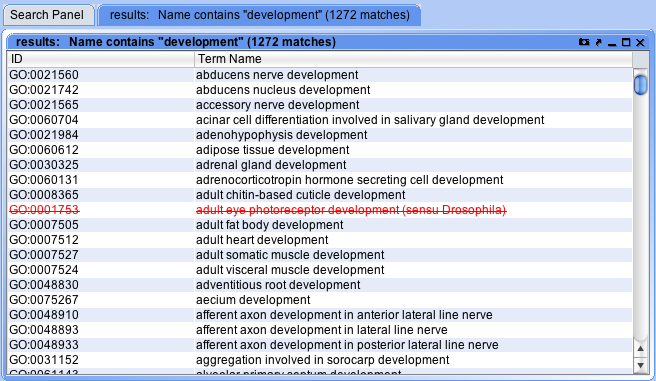 Search Panel results: Name contains "development" (1272 matches)
results: Name contains "development" (1272 matches)
ID Term Name
GO:0021560 abducens nerve development
GO:0021742 abducens nucleus development
GO:0021565 accessory nerve development
GO:0060704 acinar cell differentiation involved in salivary gland development
GO:0021984 adenohypophysis development
GO:0060612 adipose tissue development
GO:0030325 adrenal gland development
GO:0060131 adrenocorticotropin hormone secreting cell development
GO:0008365 adult chitin-based cuticle development
GO:0001753 adult eye photoreceptor development (sensu Drosophila)
GO:0007505 adult fat body development
GO:0007512 adult heart development
GO:0007527 adult somatic muscle development
GO:0007524 adult visceral muscle development
GO:0048830 adventitious root development
GO:0075267 aecium development
GO:0048910 afferent axon development in anterior lateral line nerve
GO:0048893 afferent axon development in lateral line nerve
GO:0048933 afferent axon development in posterior lateral line nerve
GO:0031152 aggregation involved in sorocarp development
GO:0061143 alveolar primary septum development